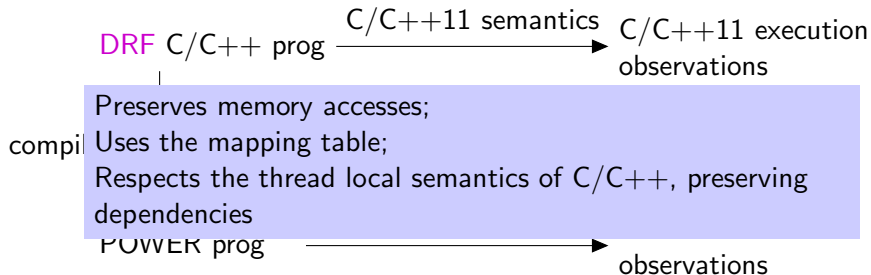 C/C++11 semantics
DRF C/C++ prog
C/C++11 execution
observations
Preserves memory accesses;
Uses the mapping table;
compil
Respects the thread local semantics of C/C++, preserving
dependencies
POWER prog
observations